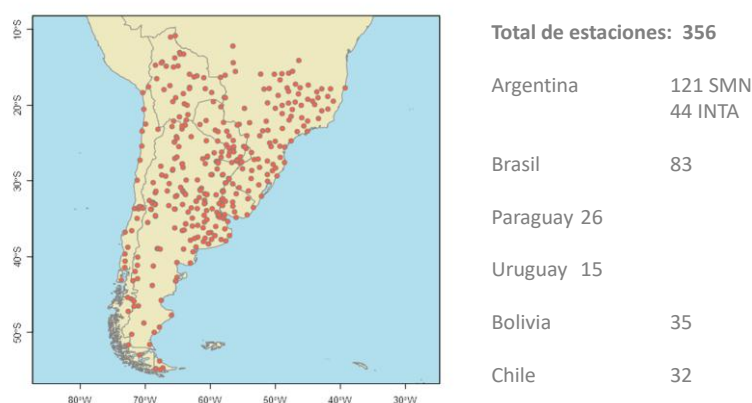 Total de estaciones: 356
Argentina 121 SMN
44 INTA
Brasil 83
Paraguay 26
Uruguay 15
Bolivia 35
Chile 32
10°S
20°S
30°S
40°S
50°S
80°W 70°W 60°W 50°W 40°W 30°W